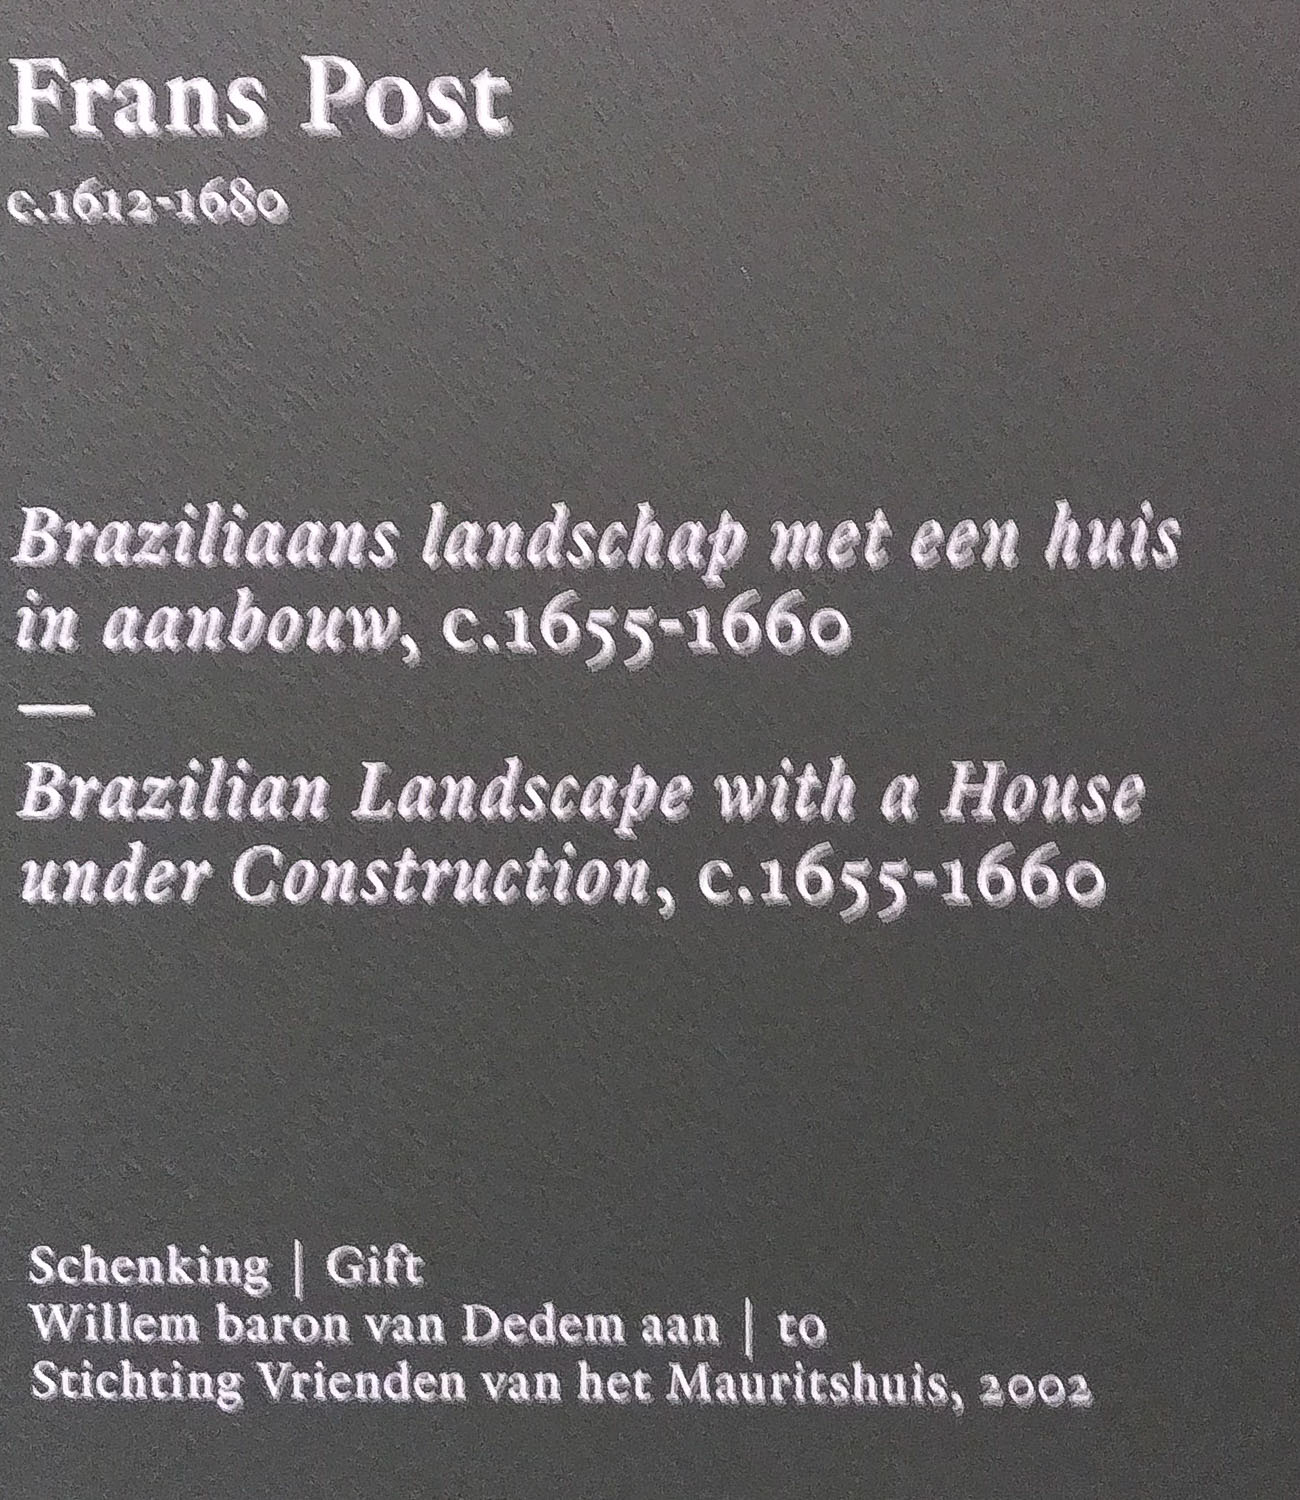 Frans Post
c.1612-1680
Braziliaans landschap met een huis
in aanbouw, c.1655-1660
—
Brazilian Landscape with a House
under Construction, c.1655-1660
Schenking | Gift
Willem baron van Dedem aan | to
Stichting Vrienden van het Mauritshuis, 2002